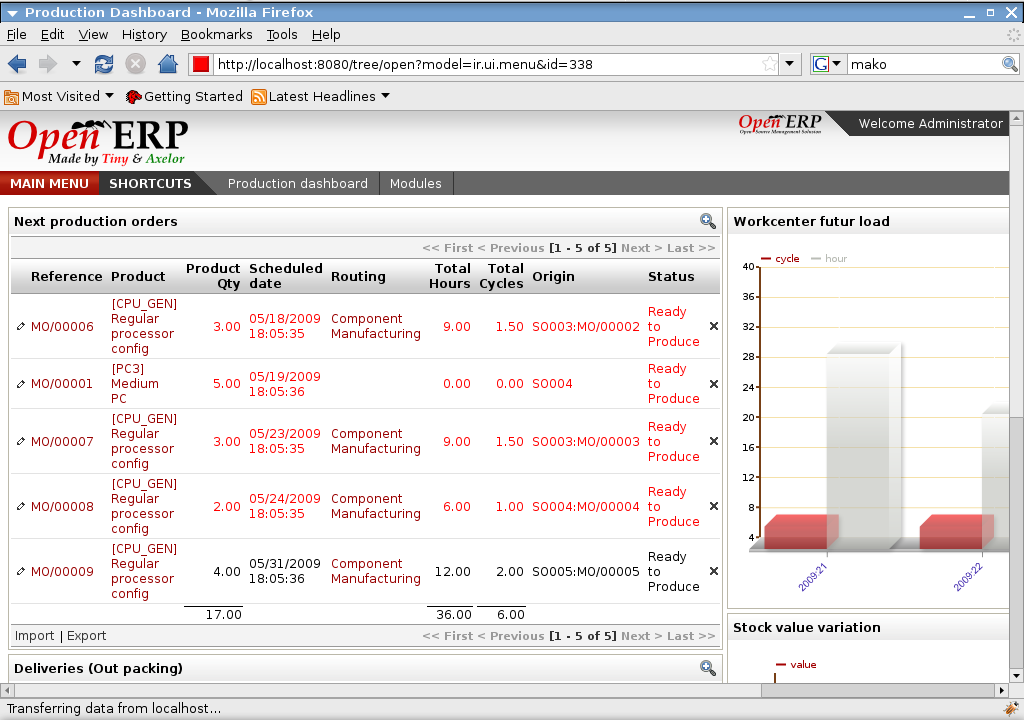 Production Dashboard - Mozilla Firefox
File Edit View History Bookmarks Tools Help
http://localhost:8080/tree/open?model=ir.ui.menu&id=338
G mako
Most Visited Getting Started Latest Headlines
Open ERP
Made by Tiny & Axelor
Open ERP
Open Source Management Solution
Welcome Administrator
MAIN MENU SHORTCUTS Production dashboard Modules
Next production orders
<< First < Previous [1 - 5 of 5] Next > Last >>
Reference Product Product Qty Scheduled date Routing Total Hours Total Cycles Origin Status
MO/00006 [CPU_GEN] Regular processor config 3.00 05/18/2009 18:05:35 Component Manufacturing 9.00 1.50 SO003:MO/00002 Ready to Produce
MO/00001 [PC3] Medium PC 5.00 05/19/2009 18:05:36 0.00 0.00 SO004 Ready to Produce
MO/00007 [CPU_GEN] Regular processor config 3.00 05/23/2009 18:05:35 Component Manufacturing 9.00 1.50 SO003:MO/00003 Ready to Produce
MO/00008 [CPU_GEN] Regular processor config 2.00 05/24/2009 18:05:35 Component Manufacturing 6.00 1.00 SO004:MO/00004 Ready to Produce
MO/00009 [CPU_GEN] Regular processor config 4.00 05/31/2009 18:05:36 Component Manufacturing 12.00 2.00 SO005:MO/00005 Ready to Produce
17.00 36.00 6.00
Import | Export << First < Previous [1 - 5 of 5] Next > Last >>
Deliveries (Out packing)
Workcenter futur load
cycle hour
40
36
32
28
24
20
16
12
8
4
2009:21 2009:22
Stock value variation
value
Transferring data from localhost...